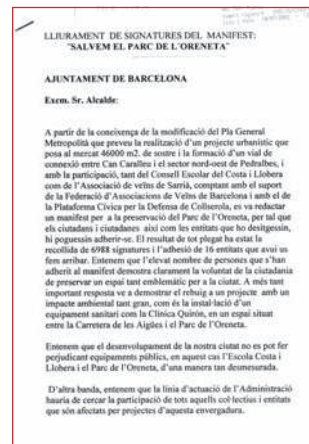 LLIURAMENT DE SIGNATURES DEL MANIFEST:
"SALVEM EL PARC DE L'ORENETA"
AJUNTAMENT DE BARCELONA
Excm. Sr. Alcalde:
A partir de la coneixença de la modificació del Pla General
Metropolità que preveu la realització d'un projecte urbanistic que
posa al mercat 46000 m2. de sostre i la formació d'un vial de
connexió entre Can Caralleu i el sector nord-oest de Pedralbes, i
amb la participació, tant del Consell Escolar del Costa i Llobera
com de l'Associació de veïns de Sarrià, comptant amb el suport
de la Federació d'Associacions de Veïns de Barcelona i amb el de
la Plataforma Cívica per la Defensa de Collserola, es va redactar
un manifest per a la preservació del Parc de l'Oreneta, per tal que
els ciutadans i ciutadanes així com les entitats que ho desitgessin,
hi poguessin adherir-se. El resultat de tot plegat ha estat la
recollida de 6988 signatures i l'adhesió de 16 entitats que avui us
fem arribar. Entenem que l'elevat nombre de persones que s'han
adherit al manifest demostra clarament la voluntat de la ciutadania
de preservar un espai tant emblemàtic per a la ciutat. A més tant
important resposta ve a demostrar el rebuig a un projecte amb un
impacte ambiental tant gran, com és la instal·lació d'un
equipament sanitari com la Clínica Quirón, en un espai situat
entre la Carretera de les Aigües i el Parc de l'Oreneta.
Entenem que el desenvolupament de la nostra ciutat no es pot fer
perjudicant equipaments públics, en aquest cas l'Escola Costa i
Llobera i el Parc de l'Oreneta, d'una manera tan desmesurada.
D'altra banda, entenem que la línia d'actuació de l'Administració
hauria de cercar la participació de tots aquells col·lectius i entitats
que són afectats per projectes d'aquesta envergadura.